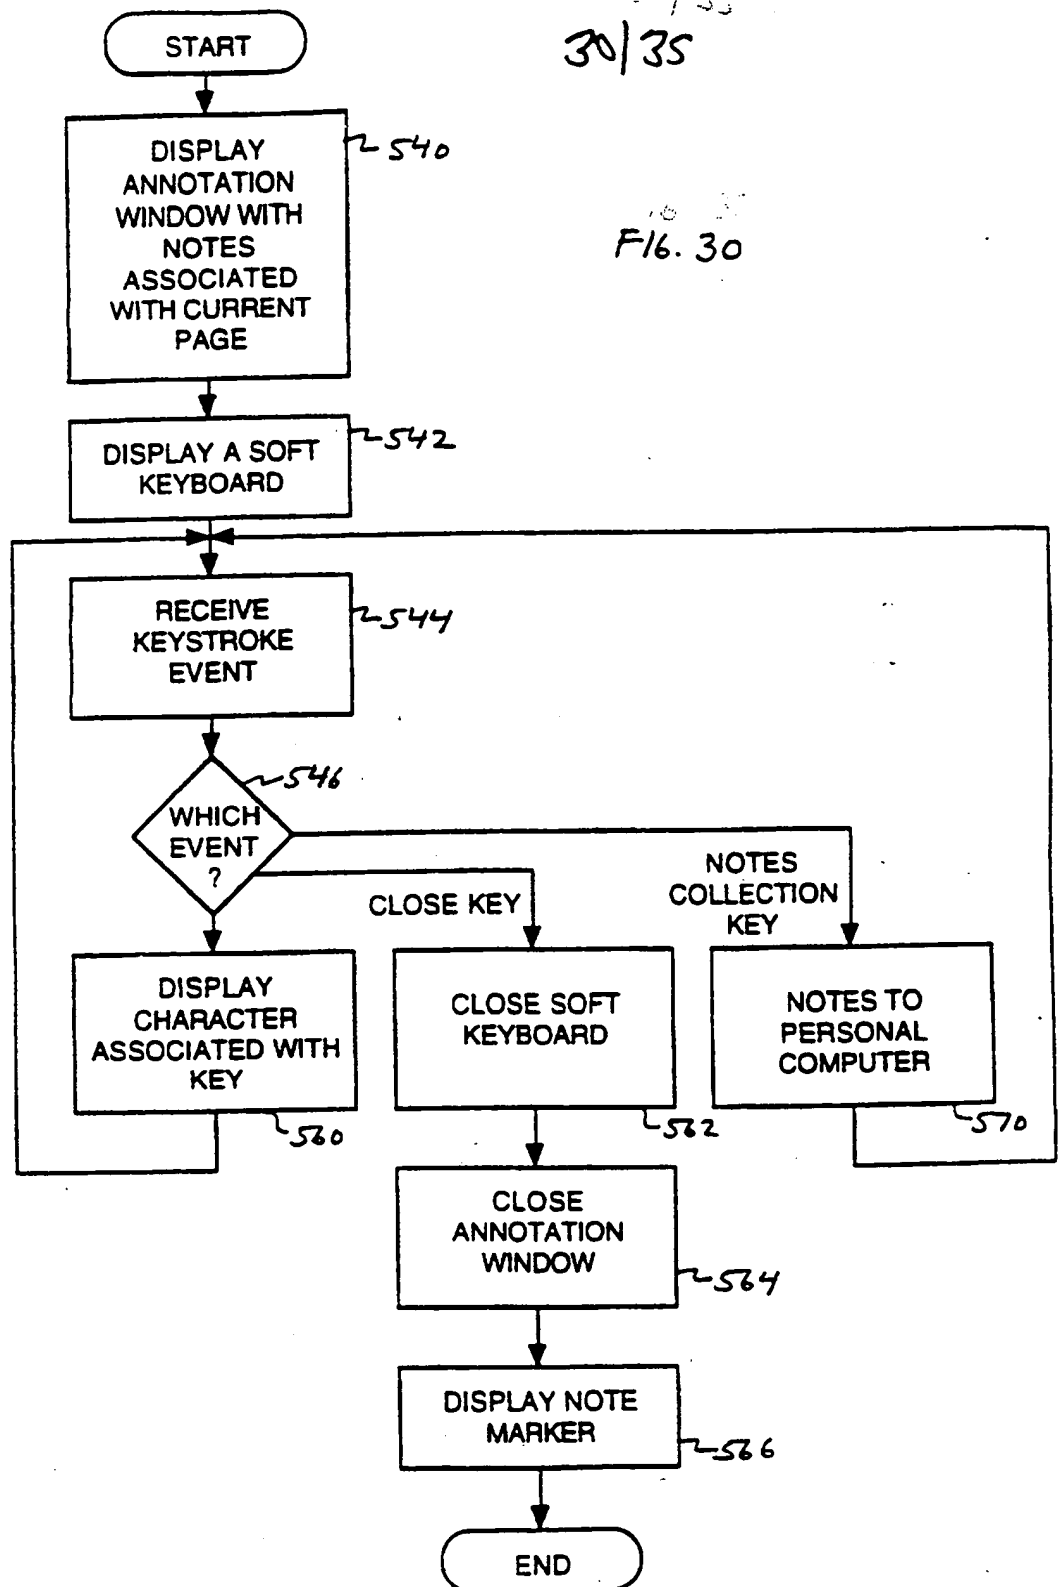 30/35
START
DISPLAY
ANNOTATION
WINDOW WITH
NOTES
ASSOCIATED
WITH CURRENT
PAGE
540
FIG. 30
DISPLAY A SOFT
KEYBOARD
542
RECEIVE
KEYSTROKE
EVENT
544
WHICH
EVENT
?
546
CLOSE KEY
NOTES
COLLECTION
KEY
DISPLAY
CHARACTER
ASSOCIATED WITH
KEY
560
CLOSE SOFT
KEYBOARD
562
NOTES TO
PERSONAL
COMPUTER
570
CLOSE
ANNOTATION
WINDOW
564
DISPLAY NOTE
MARKER
566
END